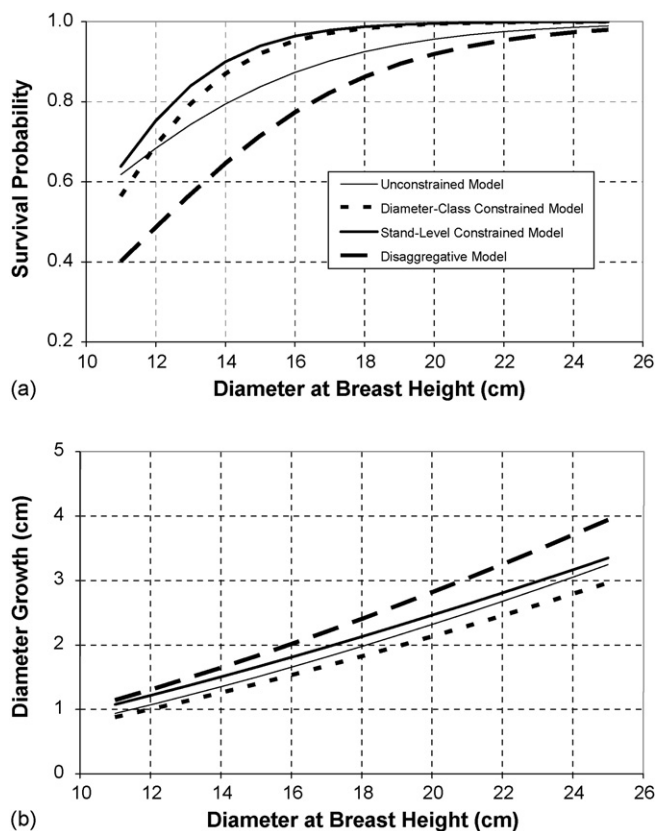 1.0
0.8
0.6
0.4
0.2
Survival Probability
Unconstrained Model
Diameter-Class Constrained Model
Stand-Level Constrained Model
Disaggregative Model
10 12 14 16 18 20 22 24 26
(a) Diameter at Breast Height (cm)
5
4
3
2
1
0
Diameter Growth (cm)
10 12 14 16 18 20 22 24 26
(b) Diameter at Breast Height (cm)